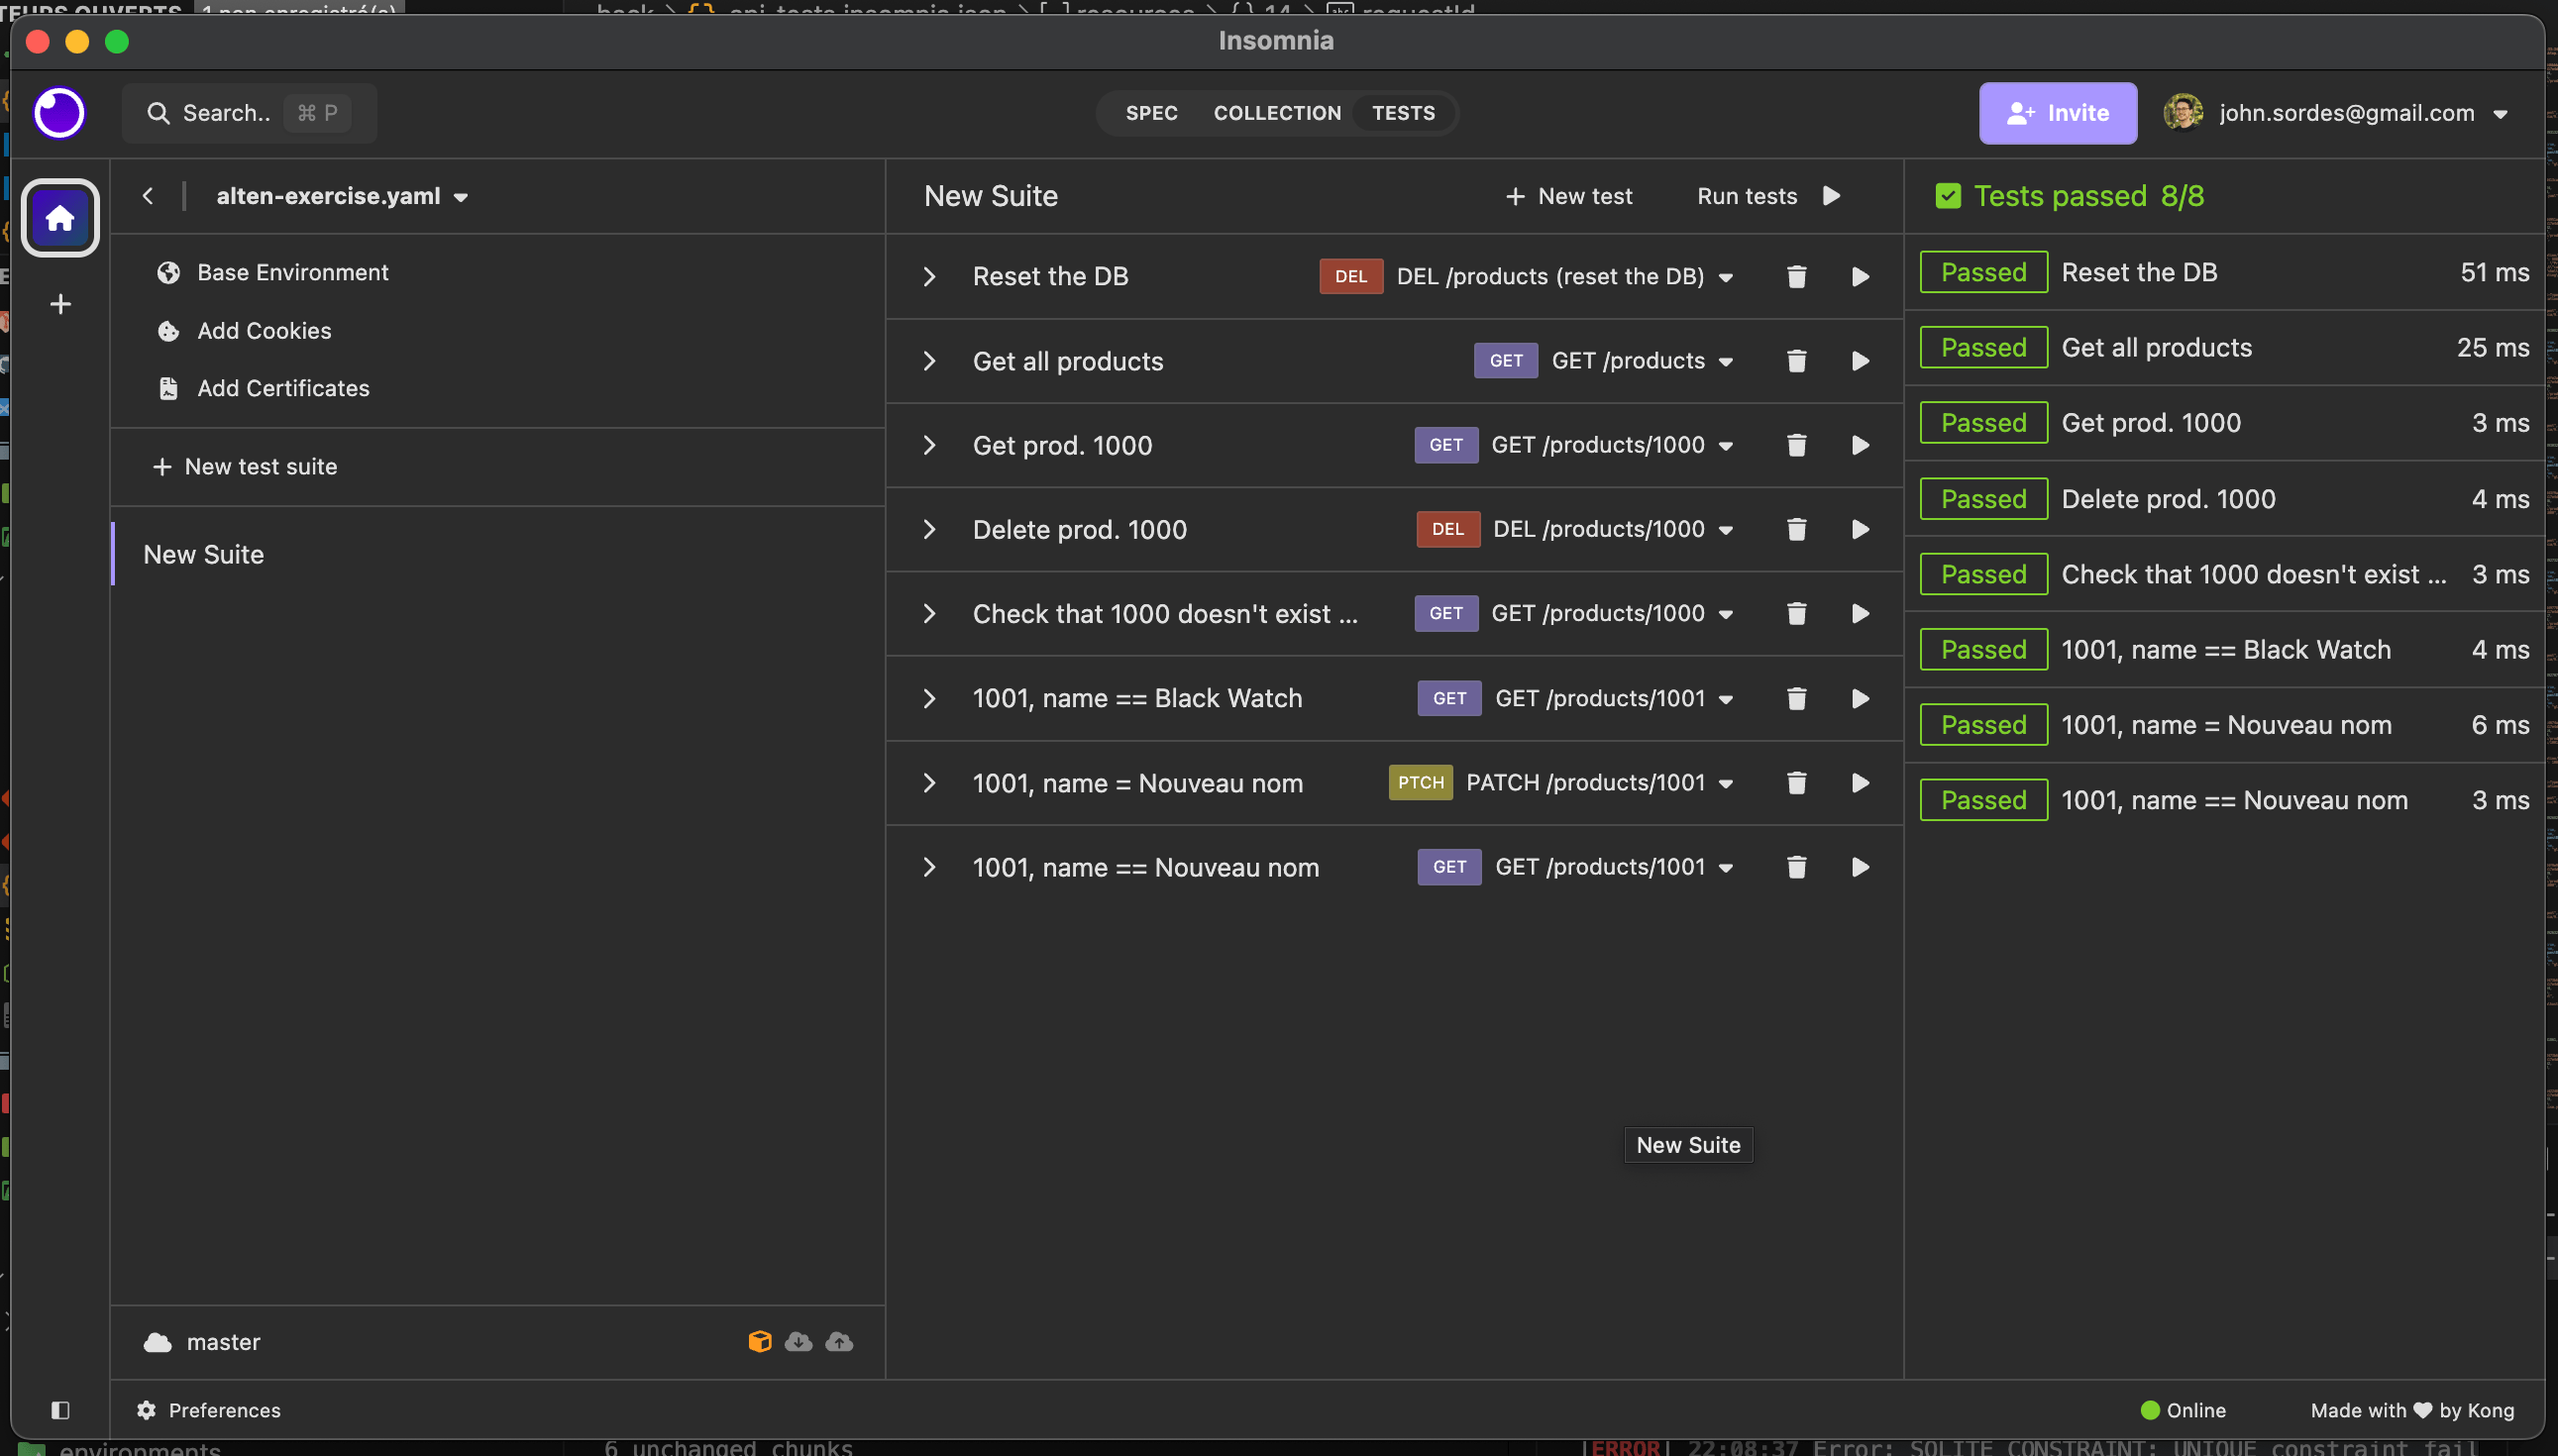 Insomnia
Search.. ⌘ P
SPEC COLLECTION TESTS
Invite
john.sordes@gmail.com
alten-exercise.yaml
Base Environment
Add Cookies
Add Certificates
+ New test suite
New Suite
master
Preferences
New Suite
+ New test
Run tests
Reset the DB DEL DEL /products (reset the DB)
Get all products GET GET /products
Get prod. 1000 GET GET /products/1000
Delete prod. 1000 DEL DEL /products/1000
Check that 1000 doesn't exist ... GET GET /products/1000
1001, name == Black Watch GET GET /products/1001
1001, name = Nouveau nom PTCH PATCH /products/1001
1001, name == Nouveau nom GET GET /products/1001
New Suite
Tests passed 8/8
Passed Reset the DB 51 ms
Passed Get all products 25 ms
Passed Get prod. 1000 3 ms
Passed Delete prod. 1000 4 ms
Passed Check that 1000 doesn't exist ... 3 ms
Passed 1001, name == Black Watch 4 ms
Passed 1001, name = Nouveau nom 6 ms
Passed 1001, name == Nouveau nom 3 ms
Online
Made with ♥ by Kong
environments
6 unchanged chunks
[ERROR] 22:08:37 Error: SQLITE_CONSTRAINT: UNIQUE constraint fail